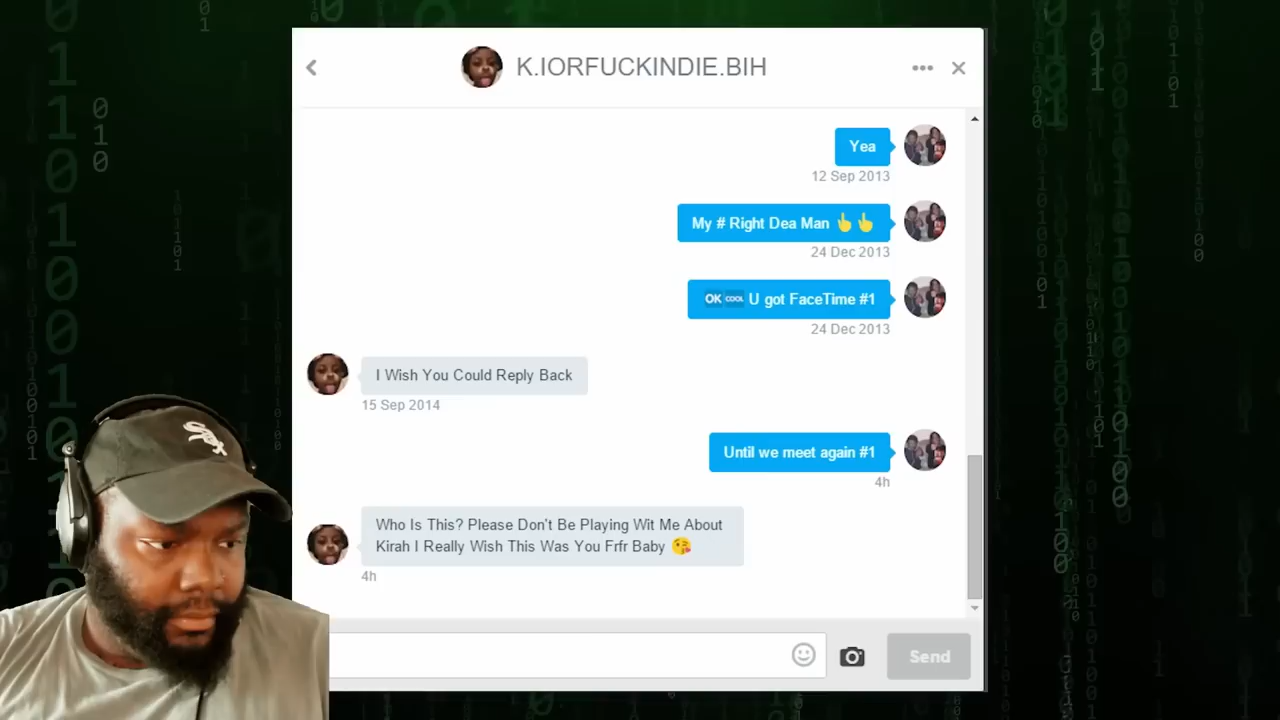 K.IORFUCKINDIE.BIH
Yea
12 Sep 2013
My # Right Dea Man 👆👆
24 Dec 2013
🆗🆒 U got FaceTime #1
24 Dec 2013
I Wish You Could Reply Back
15 Sep 2014
Until we meet again #1
4h
Who Is This? Please Don't Be Playing Wit Me About
Kirah I Really Wish This Was You Frfr Baby 😘
4h
Send
Sox